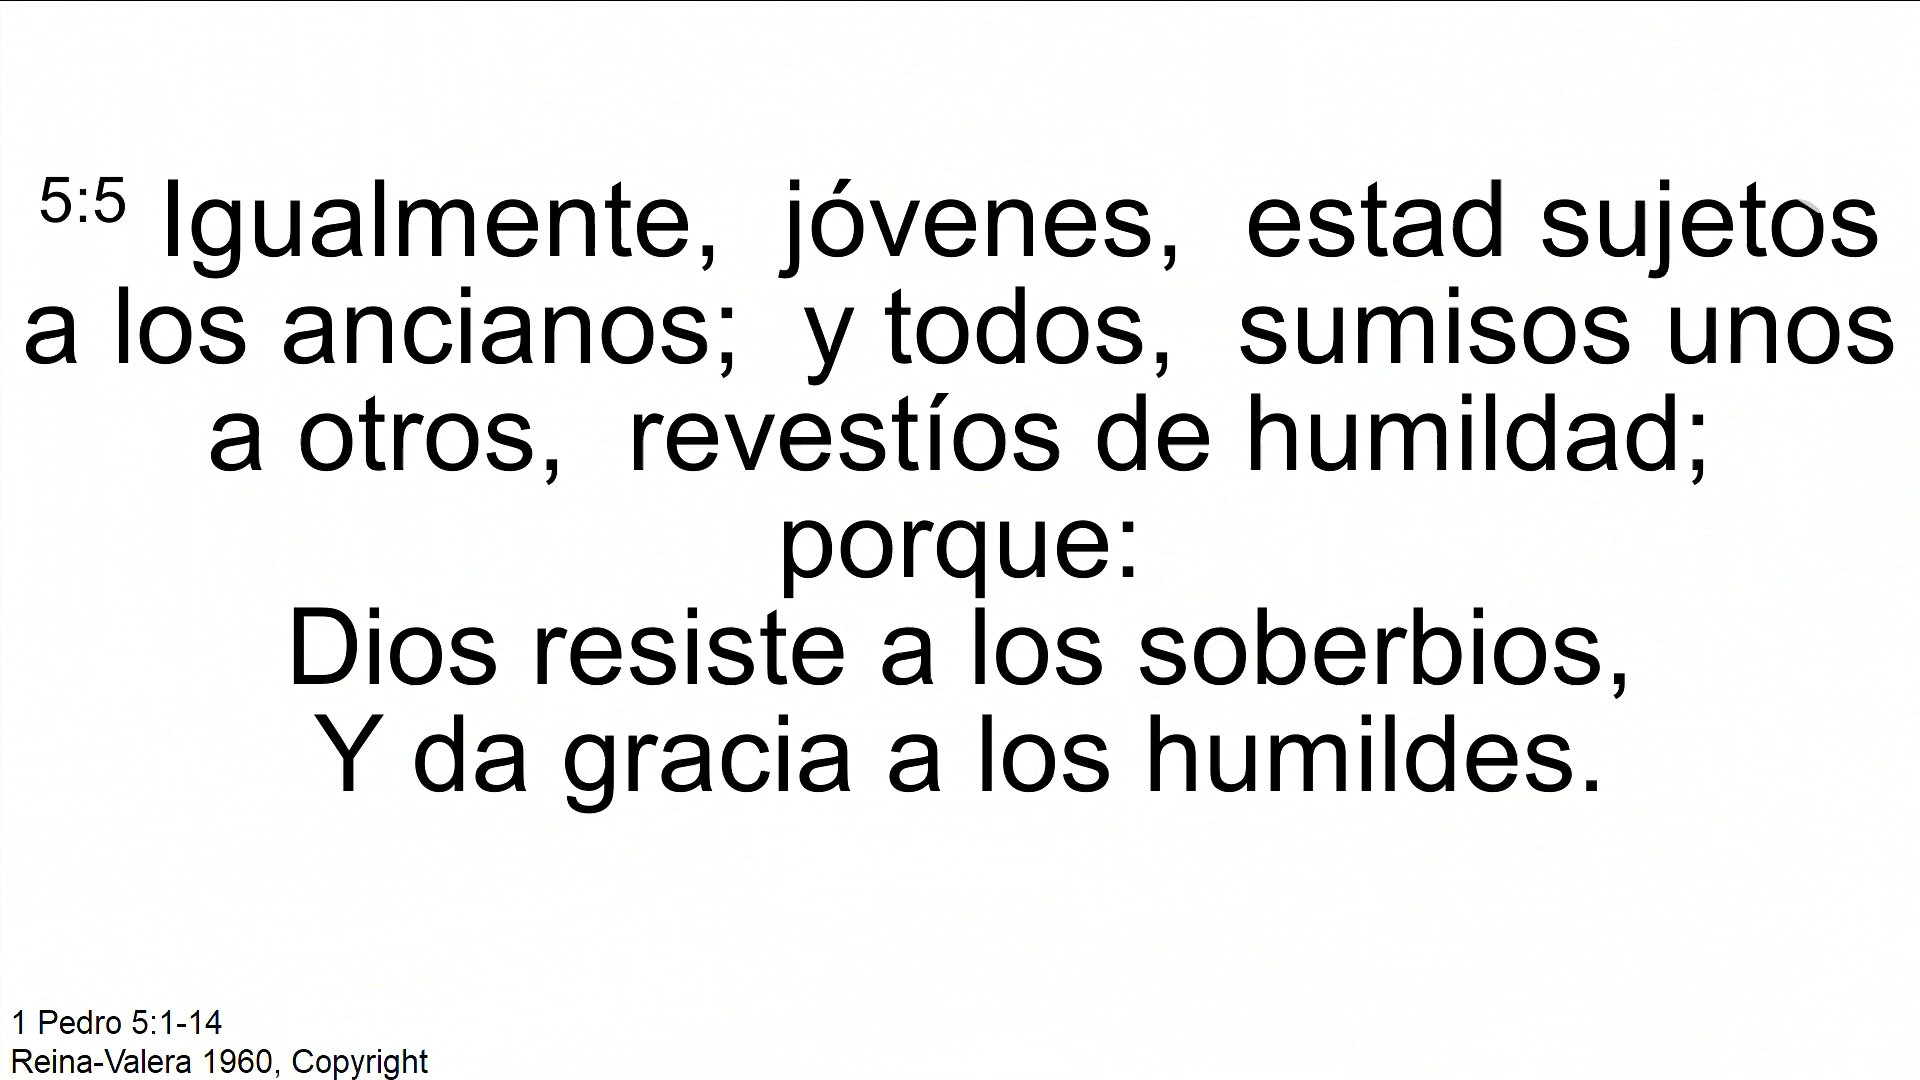 5:5 Igualmente, jóvenes, estad sujetos
a los ancianos; y todos, sumisos unos
a otros, revestíos de humildad;
porque:
Dios resiste a los soberbios,
Y da gracia a los humildes.
1 Pedro 5:1-14
Reina-Valera 1960, Copyright